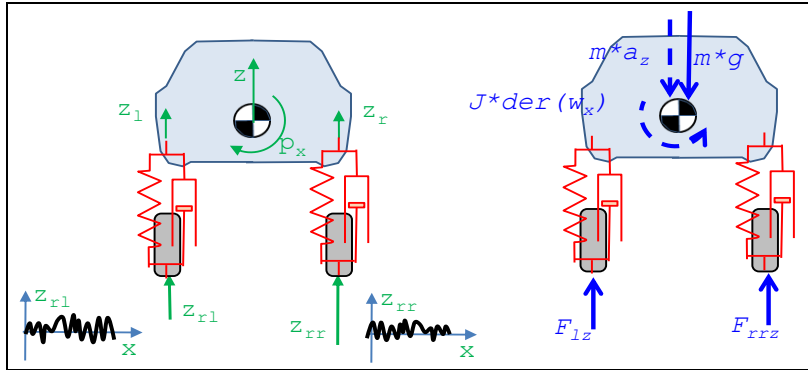 z
z_l
z_r
p_x
z_rl
z_rl
x
z_rr
z_rr
x
m*a_z
m*g
J*der(w_x)
F_lz
F_rrz